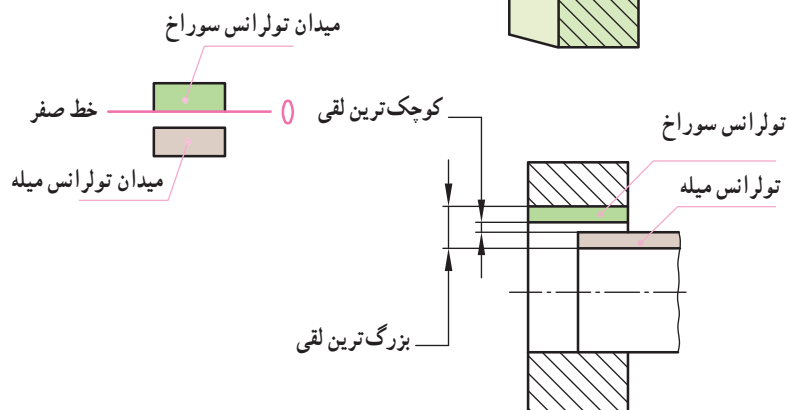 میدان تولرانس سوراخ
خط صفر
0
کوچک‌ترین لقی
تولرانس سوراخ
میدان تولرانس میله
تولرانس میله
بزرگ‌ترین لقی